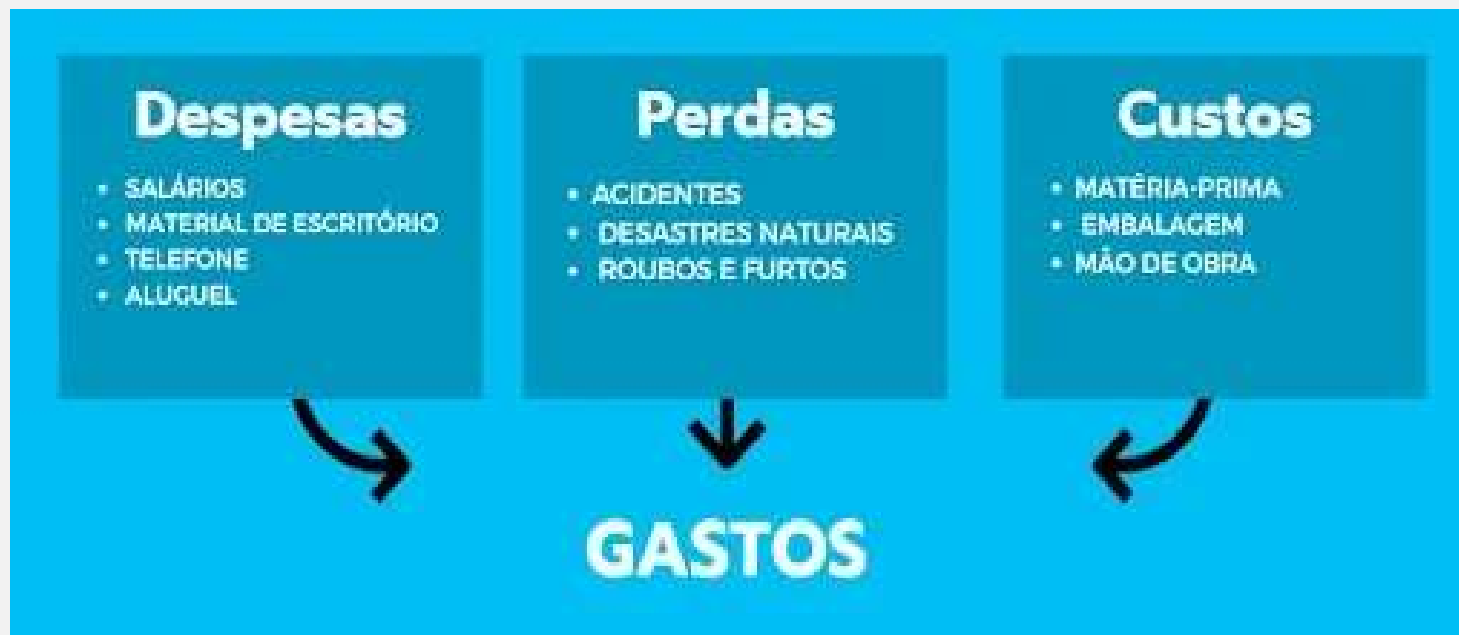 Despesas
• SALÁRIOS
• MATERIAL DE ESCRITÓRIO
• TELEFONE
• ALUGUEL
Perdas
• ACIDENTES
• DESASTRES NATURAIS
• ROUBOS E FURTOS
Custos
• MATÉRIA-PRIMA
• EMBALAGEM
• MÃO DE OBRA
GASTOS